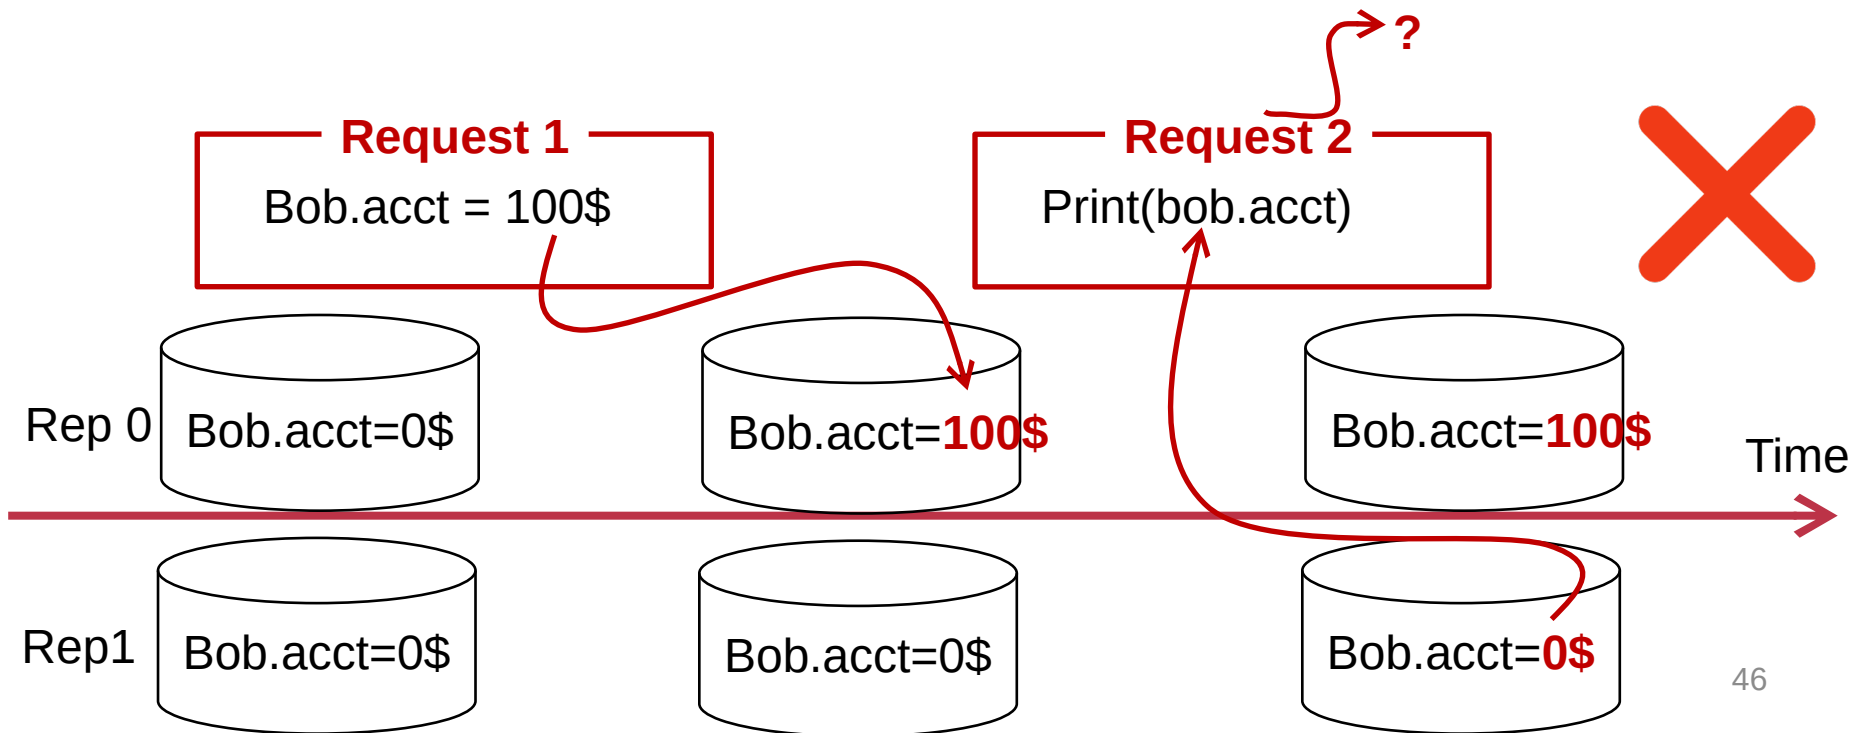 ?
Request 1
Request 2
Bob.acct = 100$
Print(bob.acct)
Rep 0
Bob.acct=0$
Bob.acct=100$
Bob.acct=100$
Time
Rep1
Bob.acct=0$
Bob.acct=0$
Bob.acct=0$
46